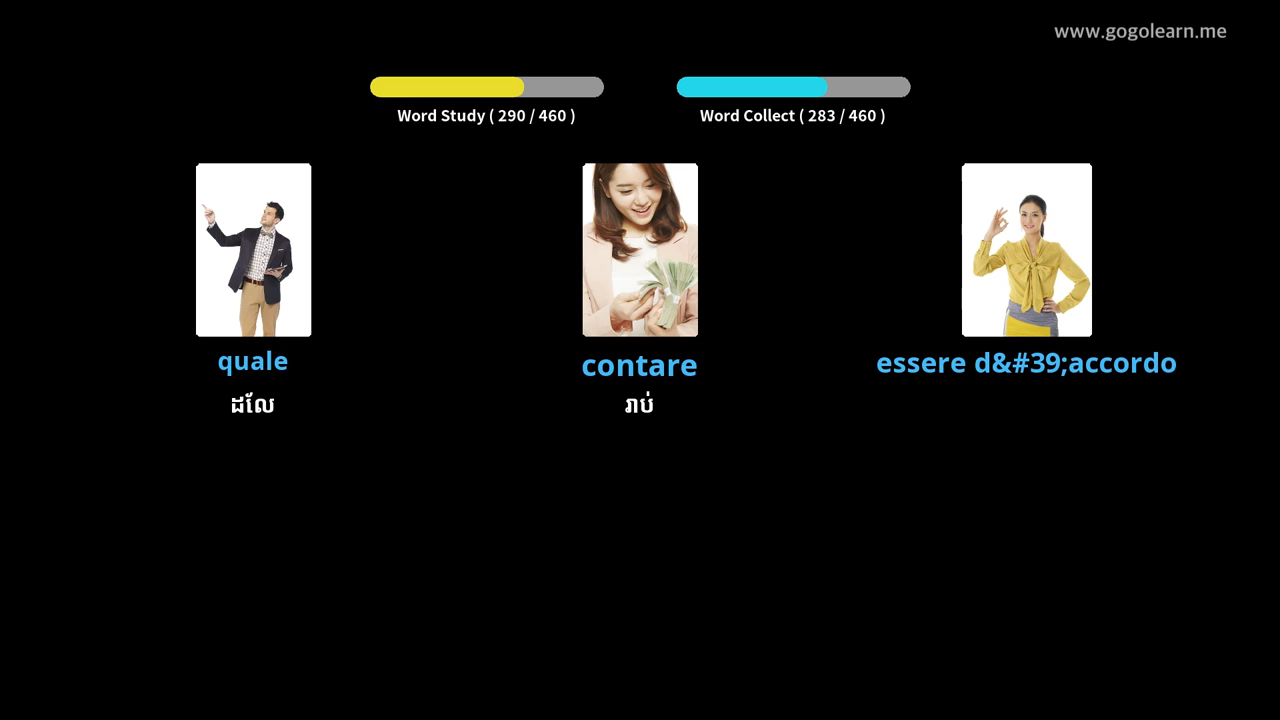 www.gogolearn.me
Word Study ( 290 / 460 )
Word Collect ( 283 / 460 )
quale
contare
essere d&#39;accordo
ដលែ
រាប់